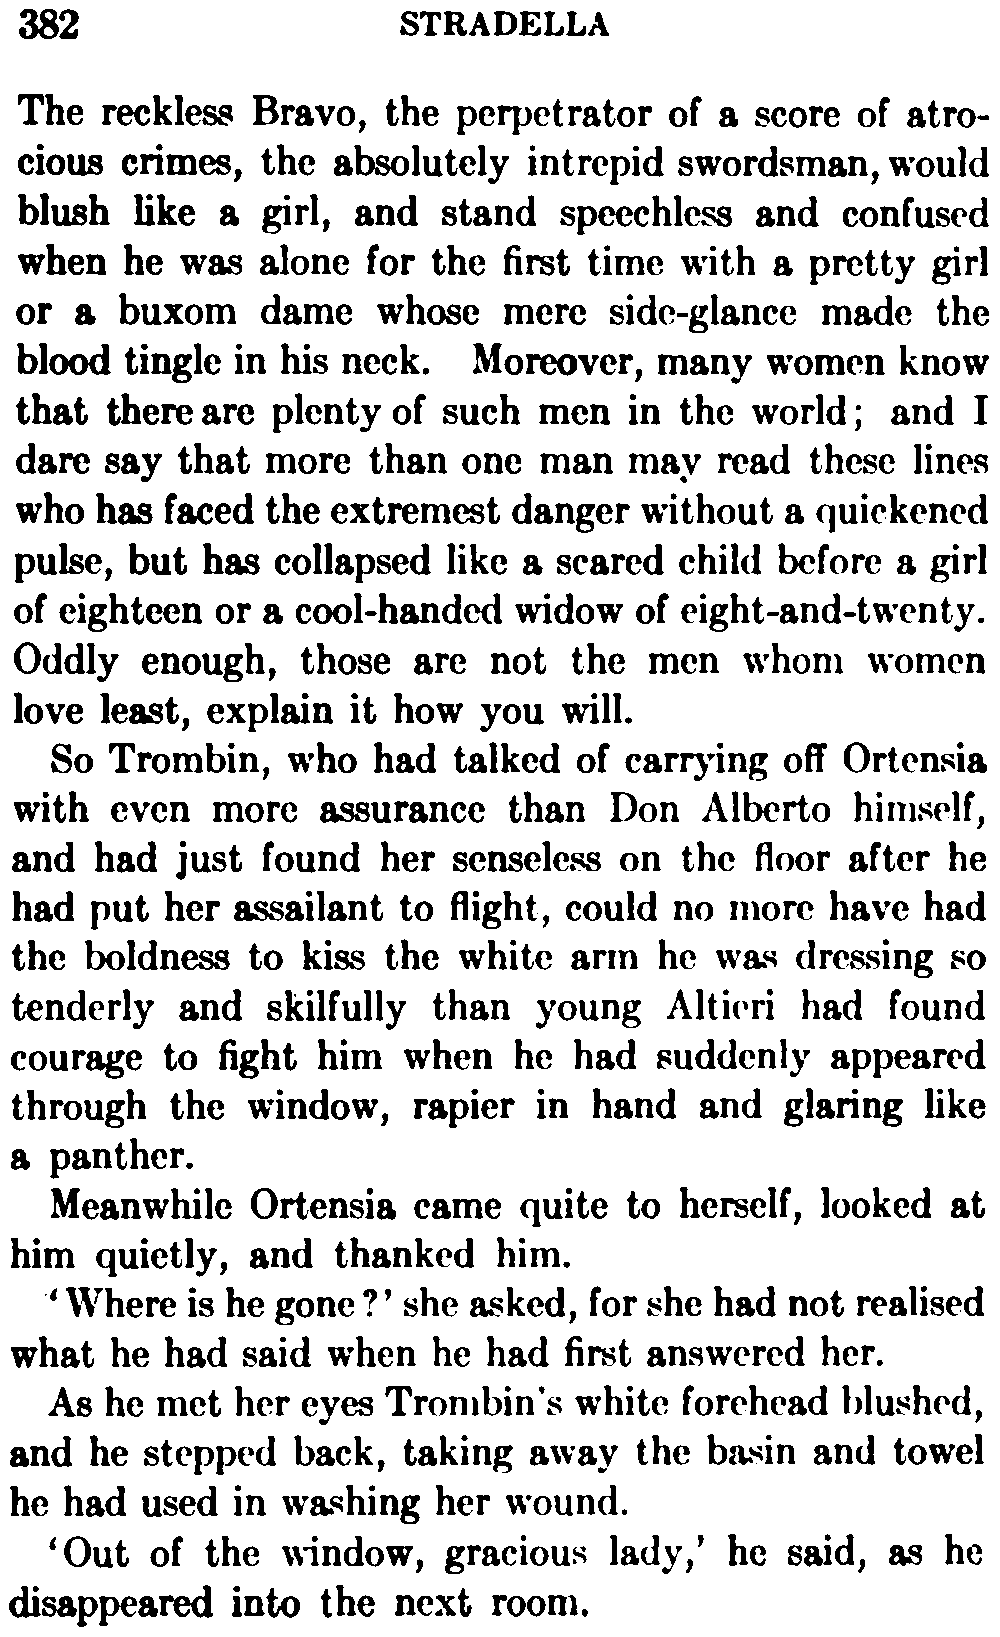 382 STRADELLA
The reckless Bravo, the perpetrator of a score of atro-
cious crimes, the absolutely intrepid swordsman, would
blush like a girl, and stand speechless and confused
when he was alone for the first time with a pretty girl
or a buxom dame whose mere side-glance made the
blood tingle in his neck. Moreover, many women know
that there are plenty of such men in the world; and I
dare say that more than one man may read these lines
who has faced the extremest danger without a quickened
pulse, but has collapsed like a scared child before a girl
of eighteen or a cool-handed widow of eight-and-twenty.
Oddly enough, those are not the men whom women
love least, explain it how you will.
So Trombin, who had talked of carrying off Ortensia
with even more assurance than Don Alberto himself,
and had just found her senseless on the floor after he
had put her assailant to flight, could no more have had
the boldness to kiss the white arm he was dressing so
tenderly and skilfully than young Altieri had found
courage to fight him when he had suddenly appeared
through the window, rapier in hand and glaring like
a panther.
Meanwhile Ortensia came quite to herself, looked at
him quietly, and thanked him.
‘Where is he gone?’ she asked, for she had not realised
what he had said when he had first answered her.
As he met her eyes Trombin's white forehead blushed,
and he stepped back, taking away the basin and towel
he had used in washing her wound.
‘Out of the window, gracious lady,’ he said, as he
disappeared into the next room.